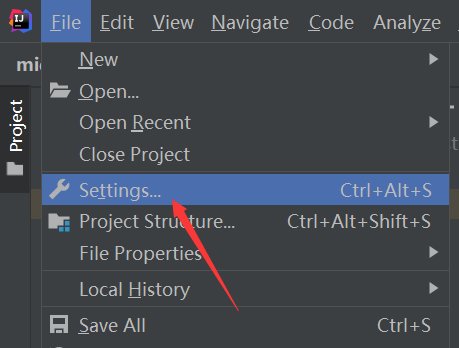 IJ File Edit View Navigate Code Analyze
New
Open...
Open Recent
Close Project
Project
Settings... Ctrl+Alt+S
Project Structure... Ctrl+Alt+Shift+S
File Properties
Local History
Save All Ctrl+S